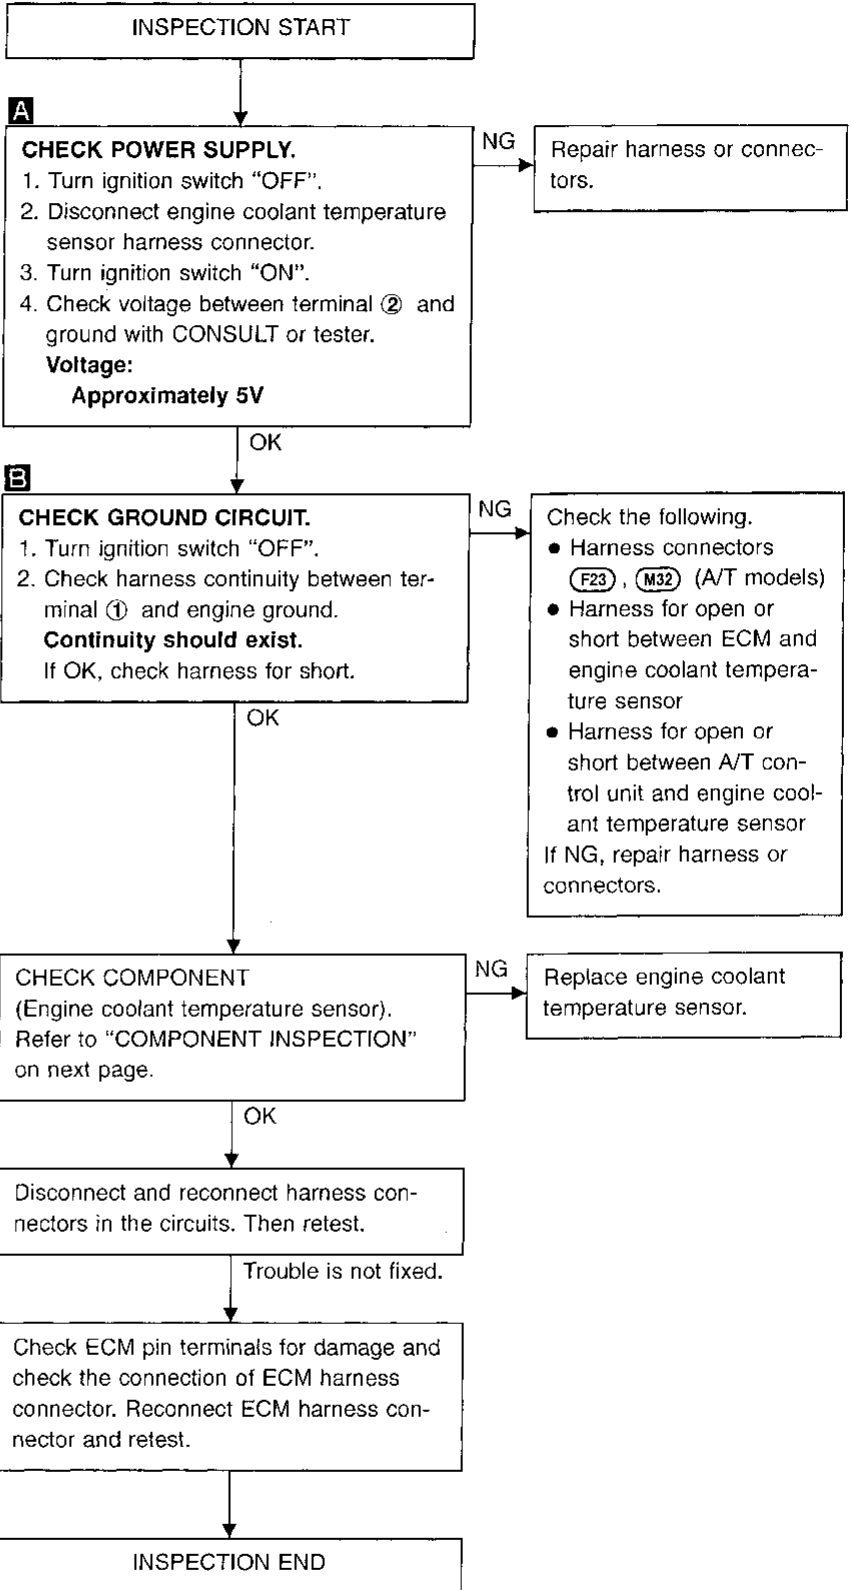 INSPECTION START
A
CHECK POWER SUPPLY.
1. Turn ignition switch “OFF”.
2. Disconnect engine coolant temperature
sensor harness connector.
3. Turn ignition switch “ON”.
4. Check voltage between terminal ② and
ground with CONSULT or tester.
Voltage:
Approximately 5V
NG
Repair harness or connec-
tors.
OK
B
CHECK GROUND CIRCUIT.
1. Turn ignition switch “OFF”.
2. Check harness continuity between ter-
minal ① and engine ground.
Continuity should exist.
If OK, check harness for short.
NG
Check the following.
● Harness connectors
F23 , M32 (A/T models)
● Harness for open or
short between ECM and
engine coolant tempera-
ture sensor
● Harness for open or
short between A/T con-
trol unit and engine cool-
ant temperature sensor
If NG, repair harness or
connectors.
OK
CHECK COMPONENT
(Engine coolant temperature sensor).
Refer to “COMPONENT INSPECTION”
on next page.
NG
Replace engine coolant
temperature sensor.
OK
Disconnect and reconnect harness con-
nectors in the circuits. Then retest.
Trouble is not fixed.
Check ECM pin terminals for damage and
check the connection of ECM harness
connector. Reconnect ECM harness con-
nector and retest.
INSPECTION END